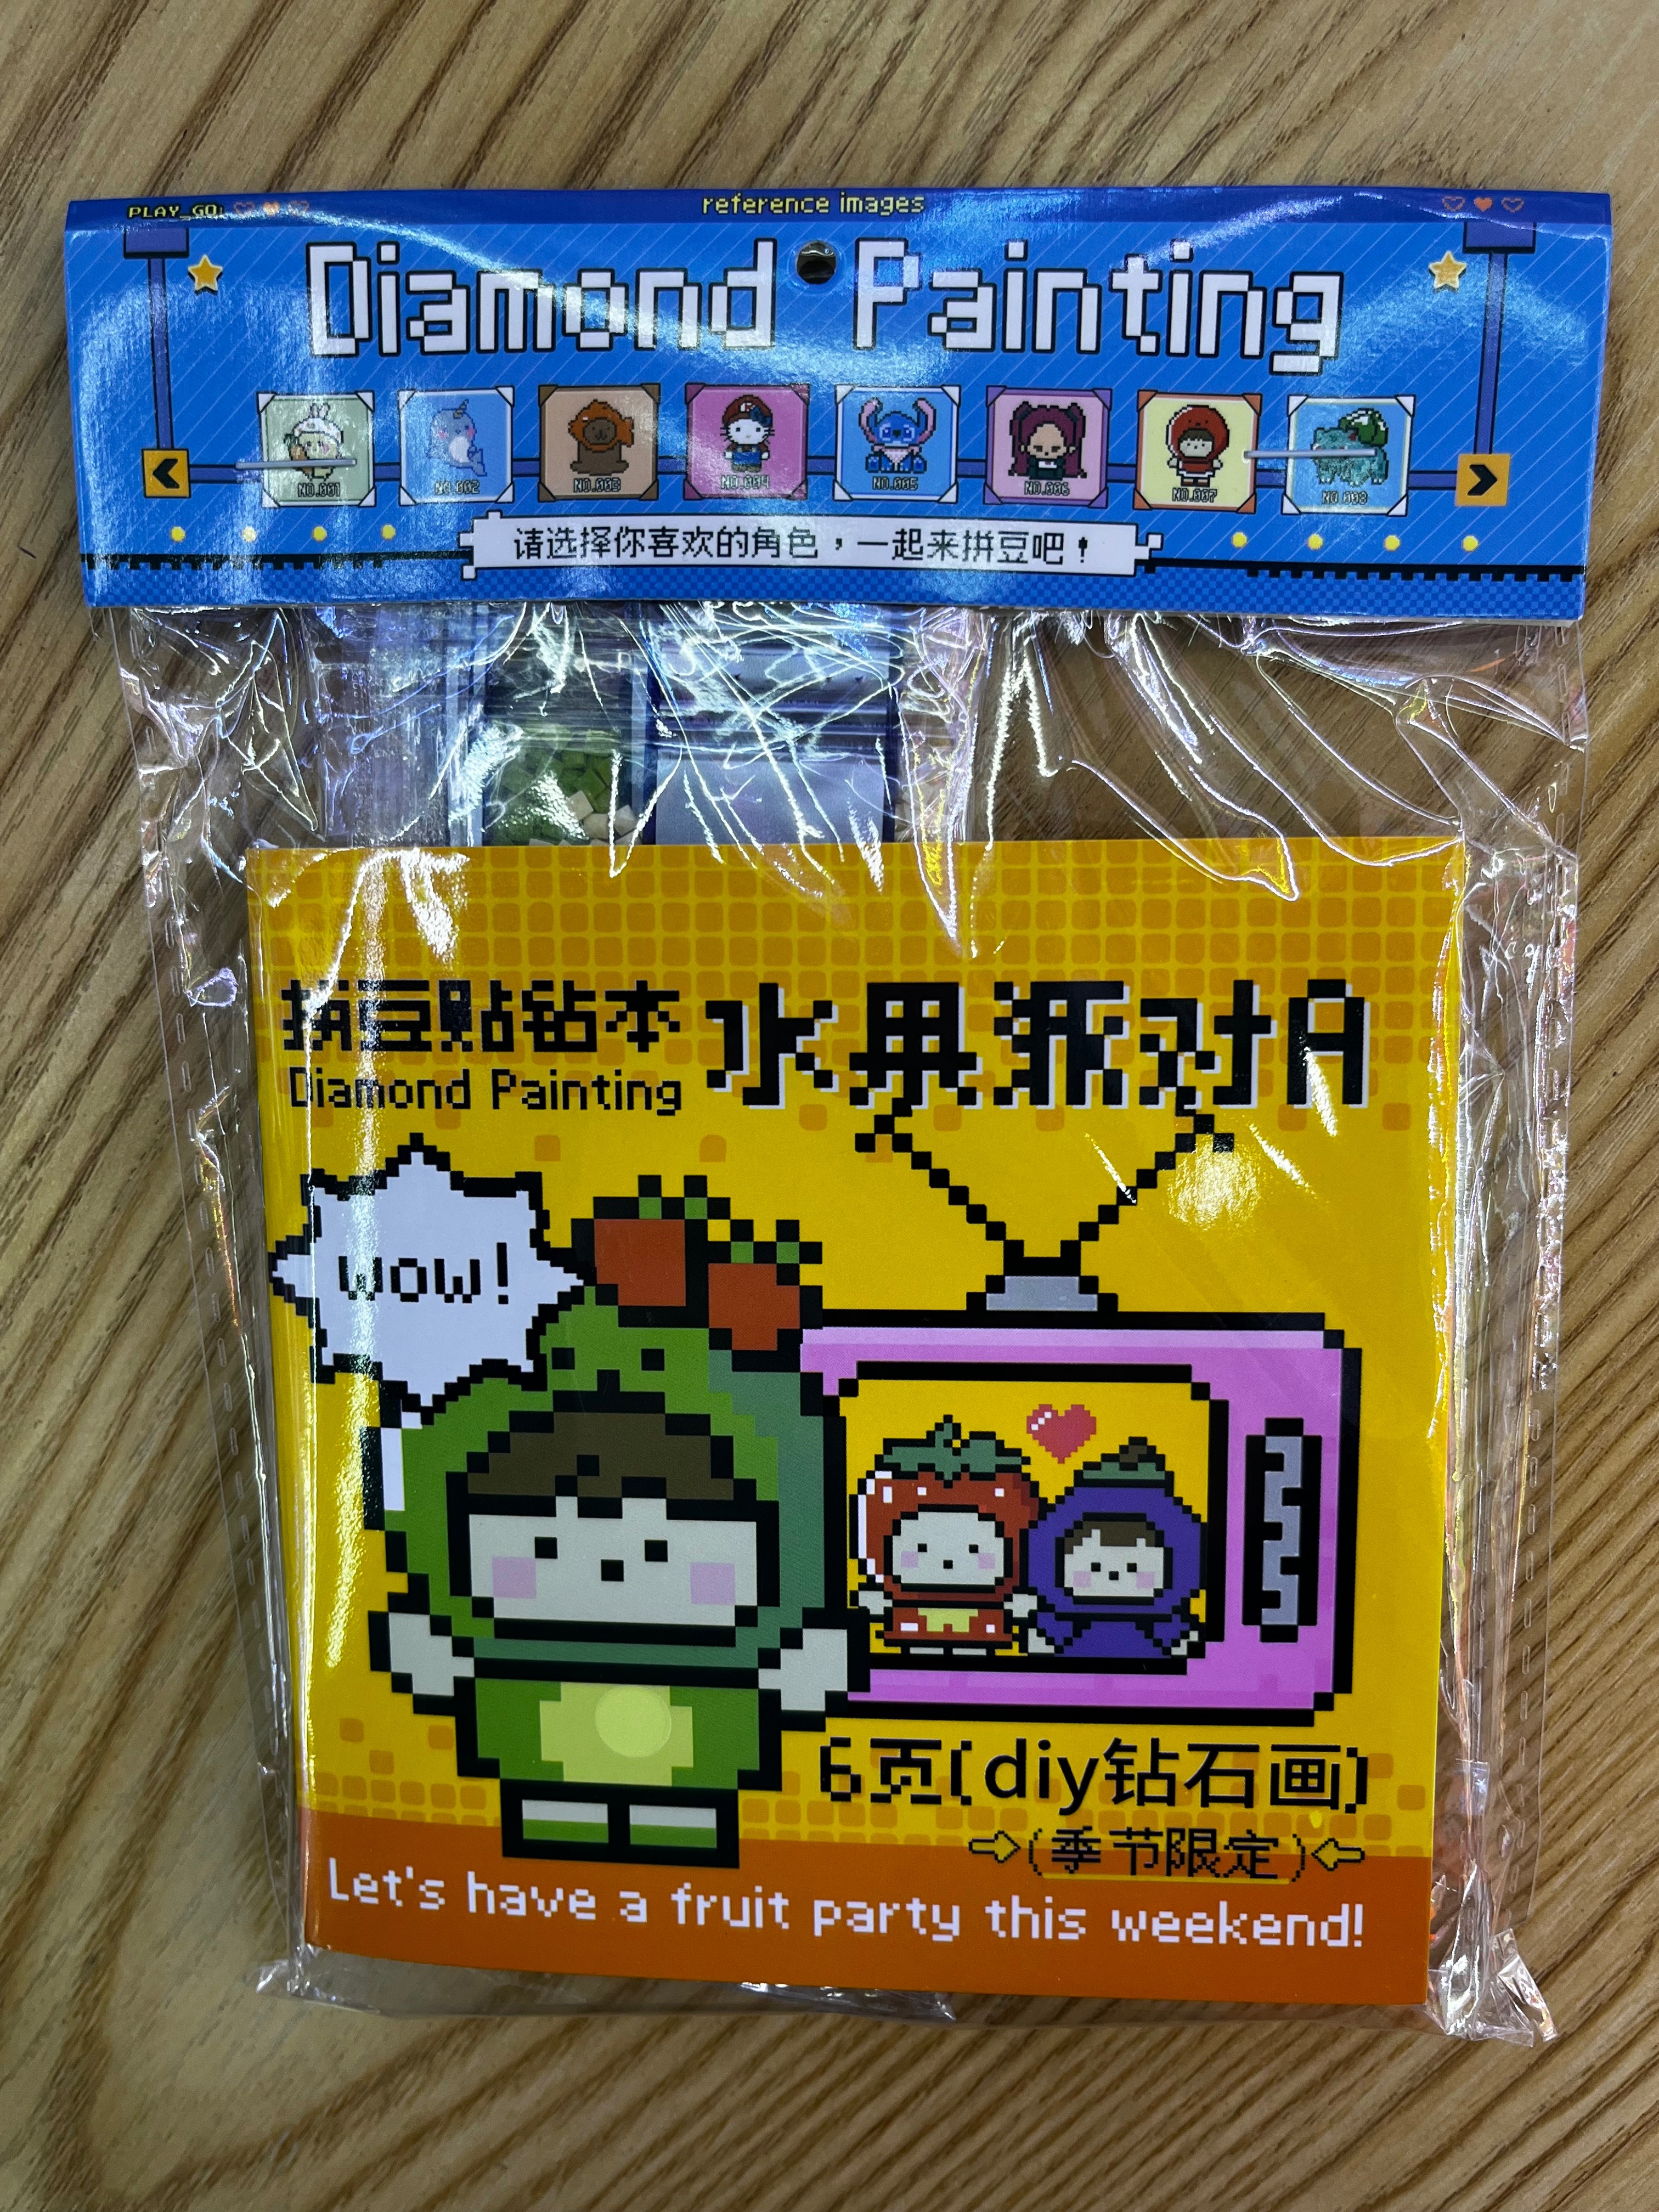 PLAY_GO:
reference images
Diamond Painting
NO.001
NO.002
NO.003
NO.004
NO.005
NO.006
NO.007
NO.008
请选择你喜欢的角色，一起来拼豆吧！
拼豆贴钻本
Diamond Painting
水果派对A
wow!
6页(diy钻石画)
(季节限定)
Let's have a fruit party this weekend!